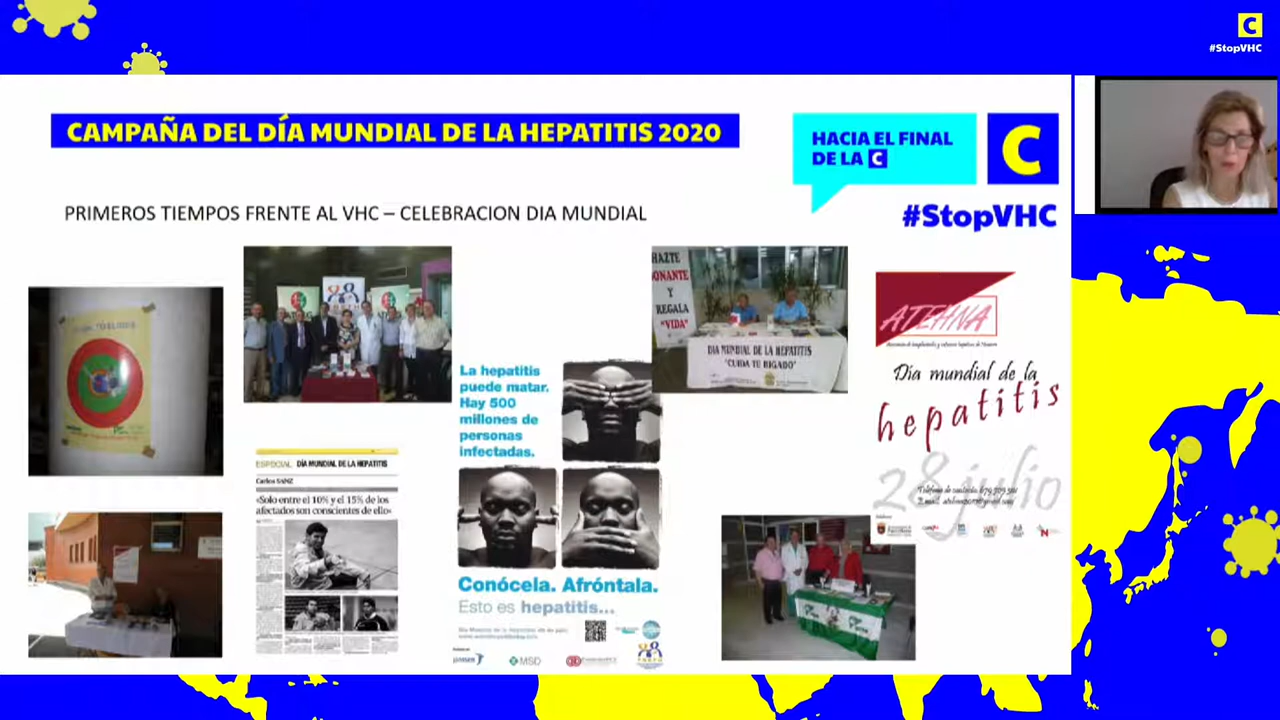 C
#StopVHC
CAMPAÑA DEL DÍA MUNDIAL DE LA HEPATITIS 2020
HACIA EL FINAL
DE LA C
C
#StopVHC
PRIMEROS TIEMPOS FRENTE AL VHC – CELEBRACION DIA MUNDIAL
HAZTE
DONANTE
Y
REGALA
"VIDA"
DIA MUNDIAL DE LA HEPATITIS
"CUIDA TU HIGADO"
ATEHNA
Día mundial de la
hepatitis
28 julio
La hepatitis
puede matar.
Hay 500
millones de
personas
infectadas.
Conócela. Afróntala.
Esto es hepatitis...
janssen
MSD
ESPECIAL DÍA MUNDIAL DE LA HEPATITIS
Carlos SANZ
«Solo entre el 10% y el 15% de los
afectados son conscientes de ello»